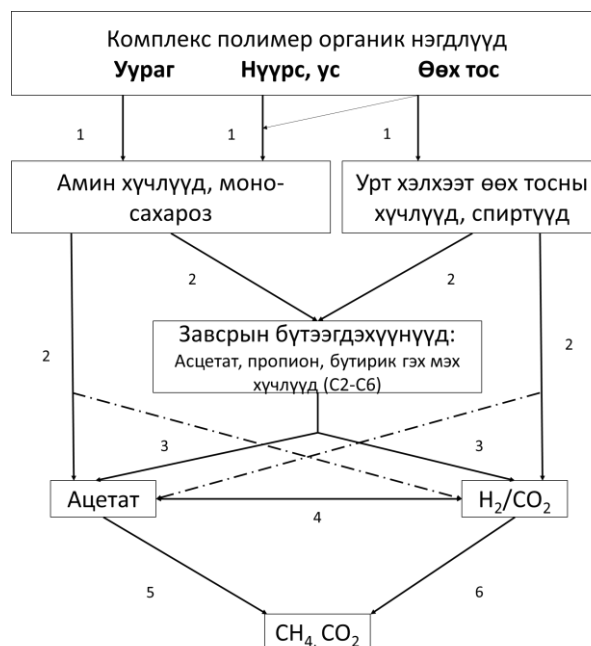 Комплекс полимер органик нэгдлүүд
Уураг Нүүрс, ус Өөх тос
1 1 1
Амин хүчлүүд, моно-
сахароз
Урт хэлхээт өөх тосны
хүчлүүд, спиртүүд
2 2
Завсрын бүтээгдэхүүнүүд:
Асцетат, пропион, бутирик гэх мэх
хүчлүүд (C2-C6)
2 2
3 3
Ацетат
H₂/CO₂
4
5 6
CH₄, CO₂